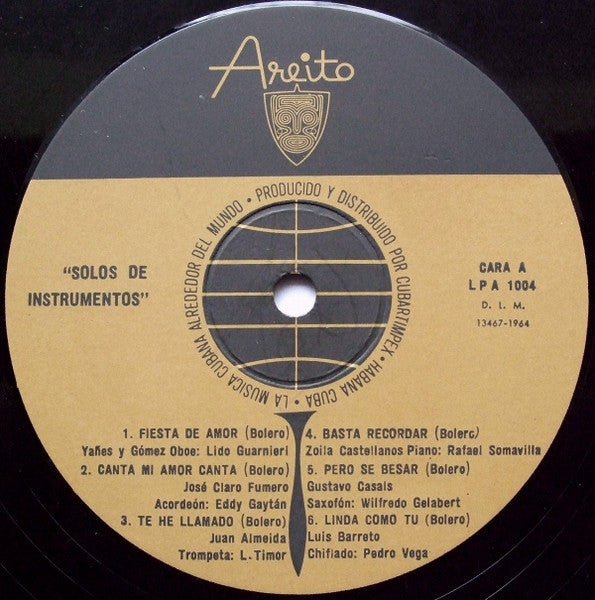 Areito
LA MUSICA CUBANA ALREDEDOR DEL MUNDO • PRODUCIDO Y DISTRIBUIDO POR CUBARTIMPEX • HABANA CUBA •
"SOLOS DE
INSTRUMENTOS"
CARA A
LPA 1004
D. I. M.
13467-1964
1. FIESTA DE AMOR (Bolero)
Yañes y Gómez Oboe: Lido Guarnieri
2. CANTA MI AMOR CANTA (Bolero)
José Claro Fumero
Acordeón: Eddy Gaytán
3. TE HE LLAMADO (Bolero)
Juan Almeida
Trompeta: L. Timor
4. BASTA RECORDAR (Bolero)
Zoila Castellanos Piano: Rafael Somavilla
5. PERO SE BESAR (Bolero)
Gustavo Casals
Saxofón: Wilfredo Gelabert
6. LINDA COMO TU (Bolero)
Luis Barreto
Chiflado: Pedro Vega